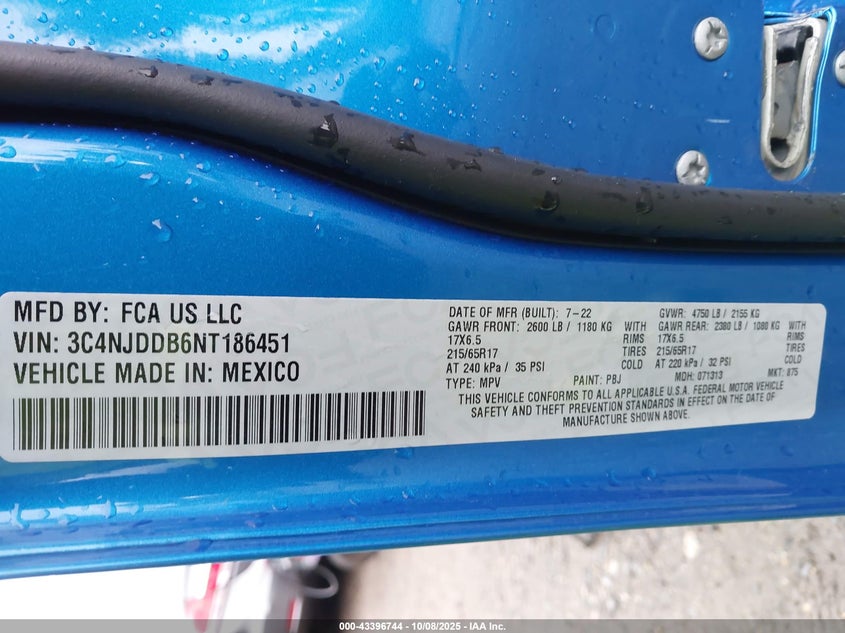 MFD BY: FCA US LLC
VIN: 3C4NJDDB6NT186451
VEHICLE MADE IN: MEXICO
DATE OF MFR (BUILT): 7-22
GVWR: 4750 LB / 2155 KG
GAWR FRONT: 2600 LB / 1180 KG WITH
GAWR REAR: 2380 LB / 1080 KG WITH
17X6.5 RIMS 17X6.5 RIMS
215/65R17 TIRES 215/65R17 TIRES
AT 240 kPa / 35 PSI COLD AT 220 kPa / 32 PSI COLD
TYPE: MPV PAINT: PBJ MDH: 071313 MKT: 875
THIS VEHICLE CONFORMS TO ALL APPLICABLE U.S.A. FEDERAL MOTOR VEHICLE
SAFETY AND THEFT PREVENTION STANDARDS IN EFFECT ON THE DATE OF
MANUFACTURE SHOWN ABOVE.
000-43396744 | 10/08/2025 | IAA Inc.